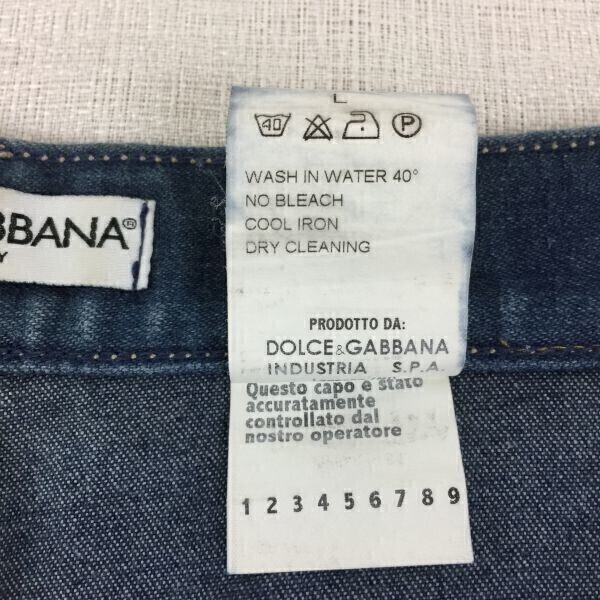 L
40 P
WASH IN WATER 40°
NO BLEACH
COOL IRON
DRY CLEANING
BBANA®
Y
PRODOTTO DA:
DOLCE&GABBANA
INDUSTRIA S.P.A.
Questo capo e stato
accuratamente
controllato dal
nostro operatore
1 2 3 4 5 6 7 8 9